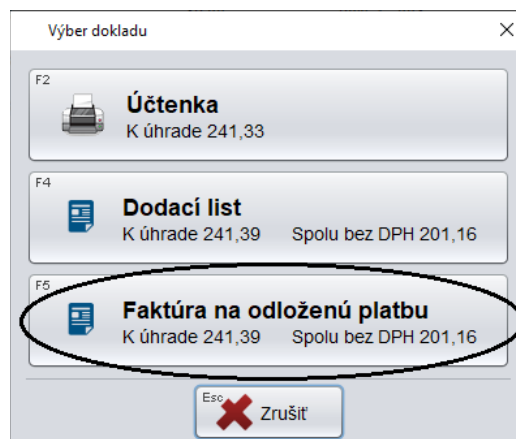 Výber dokladu
F2
Účtenka
K úhrade 241,33
F4
Dodací list
K úhrade 241,39 Spolu bez DPH 201,16
F5
Faktúra na odloženú platbu
K úhrade 241,39 Spolu bez DPH 201,16
Esc
Zrušiť